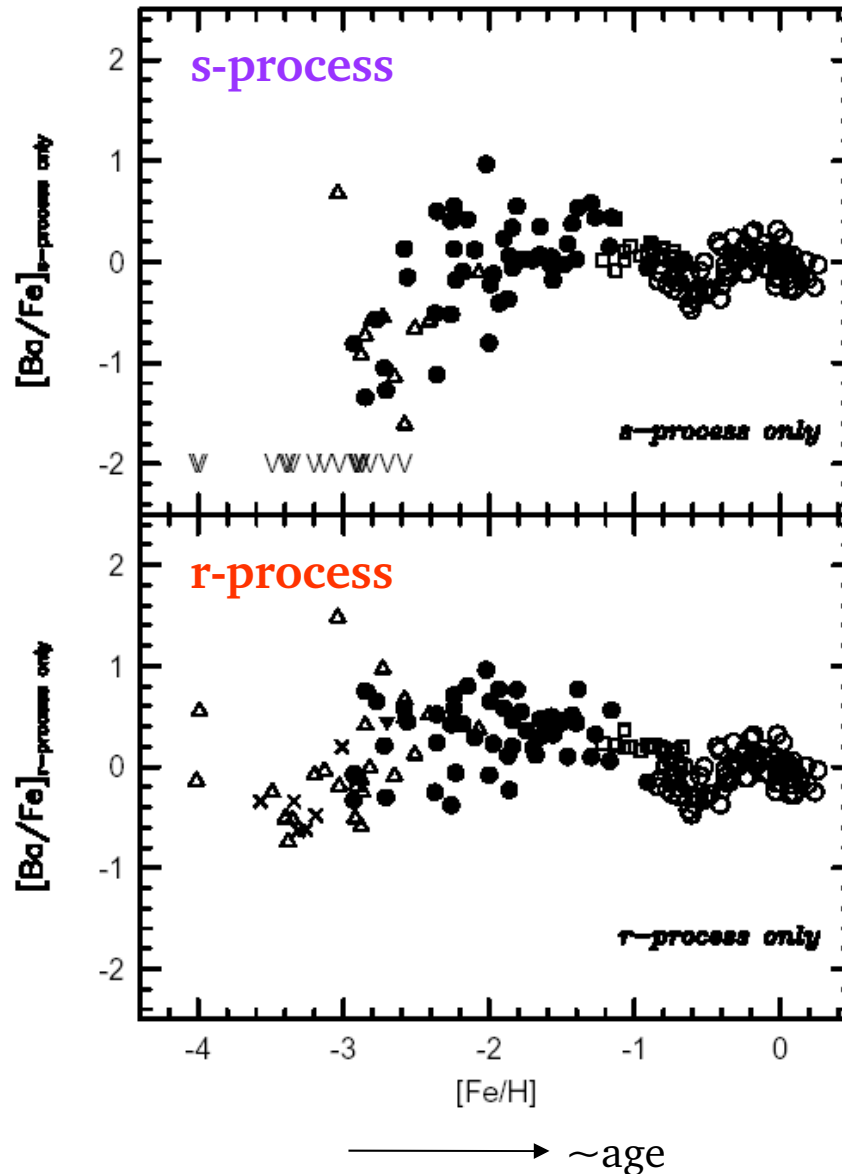 s-process
2
1
0
-1
-2
[Ba/Fe]s-process only
s-process only
r-process
2
1
0
-1
-2
[Ba/Fe]r-process only
r-process only
-4 -3 -2 -1 0
[Fe/H]
~age